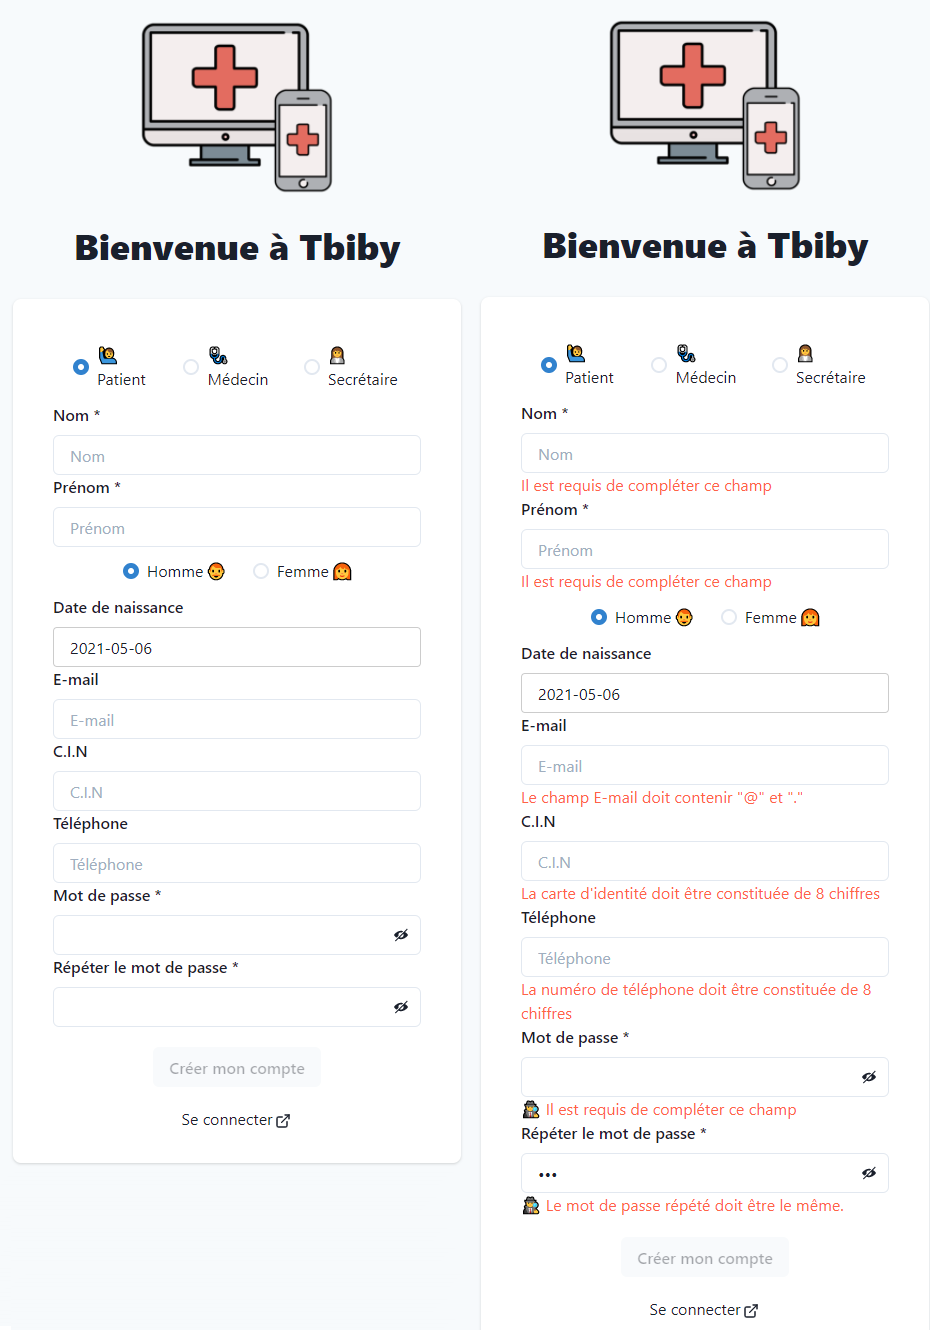 Bienvenue à Tbiby
Patient
Médecin
Secrétaire
Nom *
Nom
Prénom *
Prénom
Homme
Femme
Date de naissance
2021-05-06
E-mail
E-mail
C.I.N
C.I.N
Téléphone
Téléphone
Mot de passe *
Répéter le mot de passe *
Créer mon compte
Se connecter
Bienvenue à Tbiby
Patient
Médecin
Secrétaire
Nom *
Nom
Il est requis de compléter ce champ
Prénom *
Prénom
Il est requis de compléter ce champ
Homme
Femme
Date de naissance
2021-05-06
E-mail
E-mail
Le champ E-mail doit contenir "@" et "."
C.I.N
C.I.N
La carte d'identité doit être constituée de 8 chiffres
Téléphone
Téléphone
La numéro de téléphone doit être constituée de 8
chiffres
Mot de passe *
Il est requis de compléter ce champ
Répéter le mot de passe *
•••
Le mot de passe répété doit être le même.
Créer mon compte
Se connecter